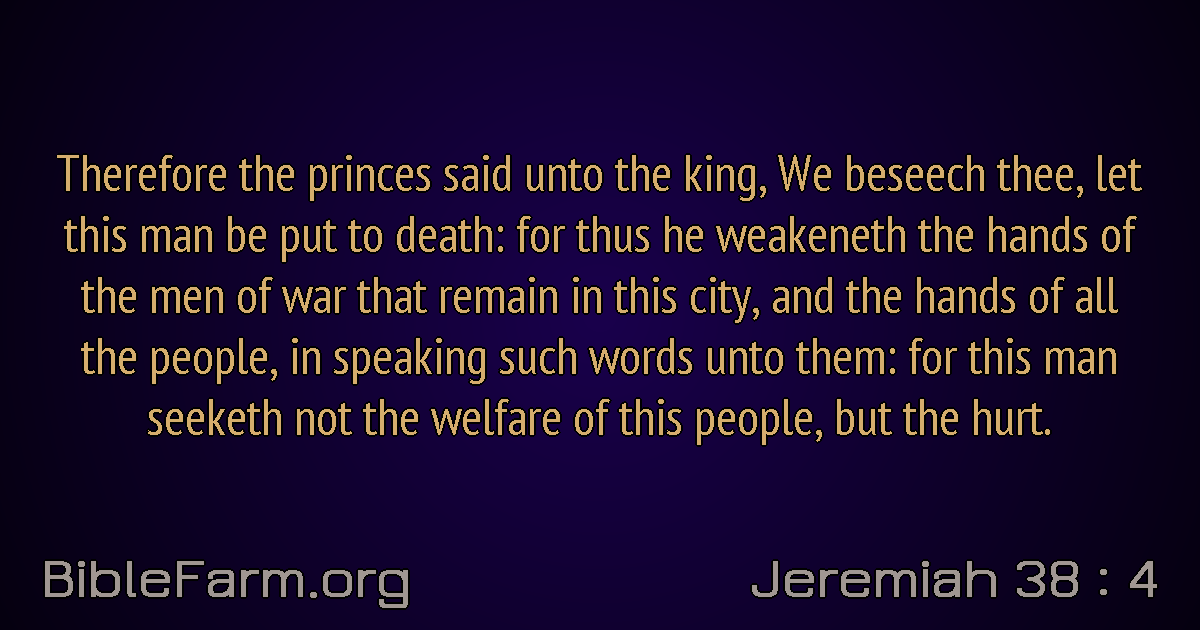 Therefore the princes said unto the king, We beseech thee, let
this man be put to death: for thus he weakeneth the hands of
the men of war that remain in this city, and the hands of all
the people, in speaking such words unto them: for this man
seeketh not the welfare of this people, but the hurt.
BibleFarm.org
Jeremiah 38 : 4